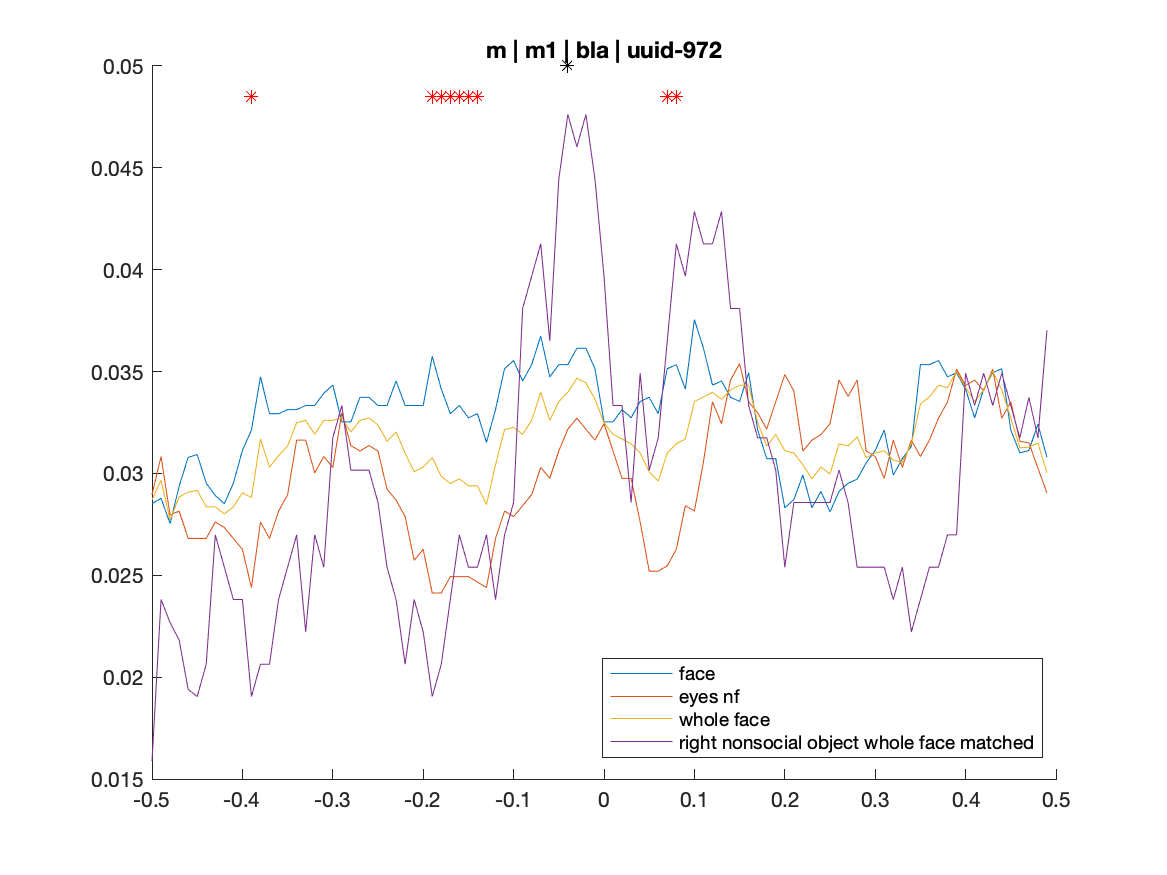 m | m1 | bla | uuid-972
0.05
0.045
0.04
0.035
0.03
0.025
0.02
0.015
-0.5 -0.4 -0.3 -0.2 -0.1 0 0.1 0.2 0.3 0.4 0.5
face
eyes nf
whole face
right nonsocial object whole face matched